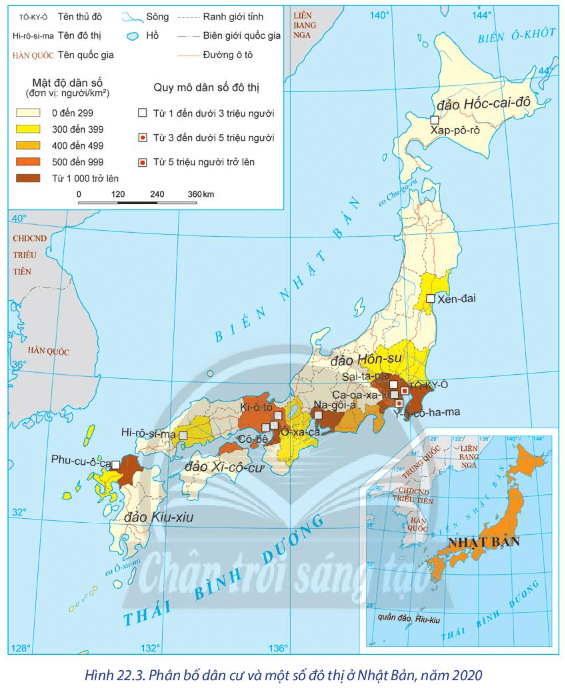 TÔ-KY-Ô Tên thủ đô
Sông
Ranh giới tỉnh
Hi-rô-si-ma Tên đô thị
Hồ
Biên giới quốc gia
HÀN QUỐC Tên quốc gia
Đường ô tô
Mật độ dân số
(đơn vị: người/km²)
0 đến 299
300 đến 399
400 đến 499
500 đến 999
Từ 1 000 trở lên
Quy mô dân số đô thị
Từ 1 đến dưới 3 triệu người
Từ 3 đến dưới 5 triệu người
Từ 5 triệu người trở lên
0 120 240 360 km
140°
144°
LIÊN
BANG
NGA
BIỂN Ô-KHỐT
44°
đảo Hốc-cai-đô
Xap-pô-rô
eo Chu-ga-ru
40°
40°
CHDCND
TRIỀU
TIÊN
BIỂN NHẬT BẢN
Xen-đai
HÀN QUỐC
36°
36°
đảo Hôn-su
Sai-ta-ma
TÔ-KY-Ô
Ca-oa-xa-ki
Na-gôi-a
Y-ô-cô-ha-ma
Ki-ô-tô
Hi-rô-si-ma
Cô-bê
Ô-xa-ca
Phu-cu-ô-ca
đảo Xi-cô-cư
đảo Kiu-xiu
32°
THÁI BÌNH DƯƠNG
Chân trời sáng tạo
132°
136°
TRUNG QUỐC
LIÊN
BANG
NGA
CHDCND
TRIỀU TIÊN
HÀN
QUỐC
BIỂN NHẬT BẢN
NHẬT BẢN
quần đảo. Riu-kiu
THÁI BÌNH DƯƠNG
Hình 22.3. Phân bố dân cư và một số đô thị ở Nhật Bản, năm 2020